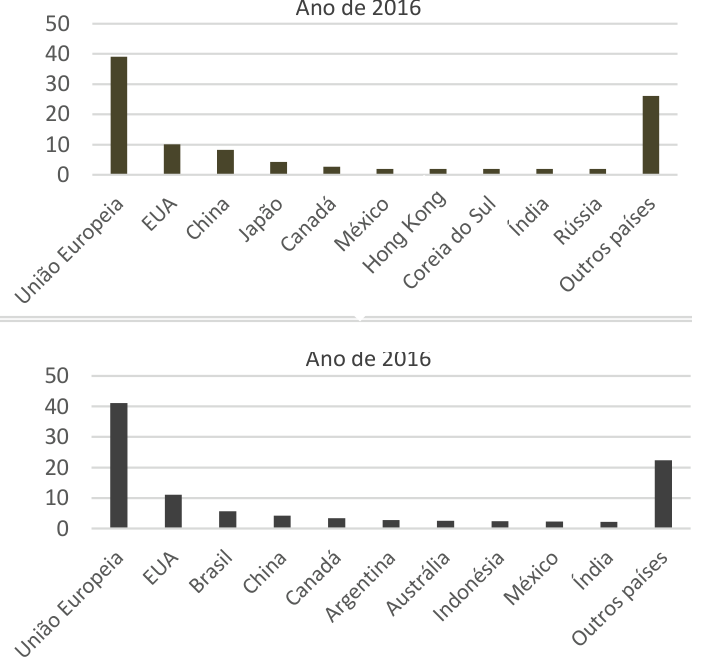 Ano de 2016
50
40
30
20
10
0
União Europeia
EUA
China
Japão
Canadá
México
Hong Kong
Coreia do Sul
Índia
Rússia
Outros países
Ano de 2016
50
40
30
20
10
0
União Europeia
EUA
Brasil
China
Canadá
Argentina
Austrália
Indonésia
México
Índia
Outros países